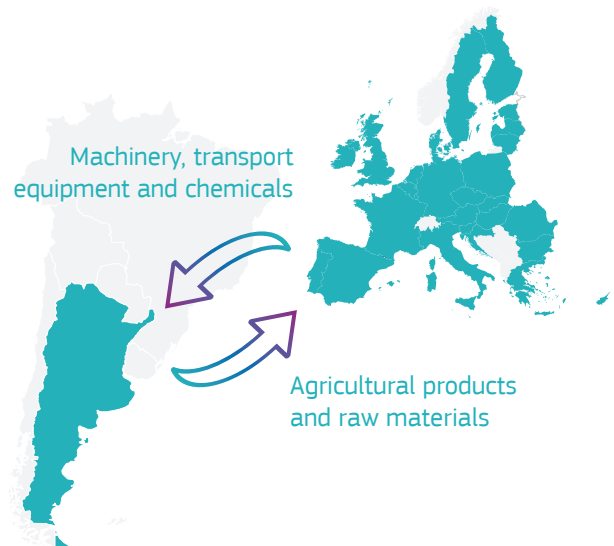 Machinery, transport
equipment and chemicals
Agricultural products
and raw materials